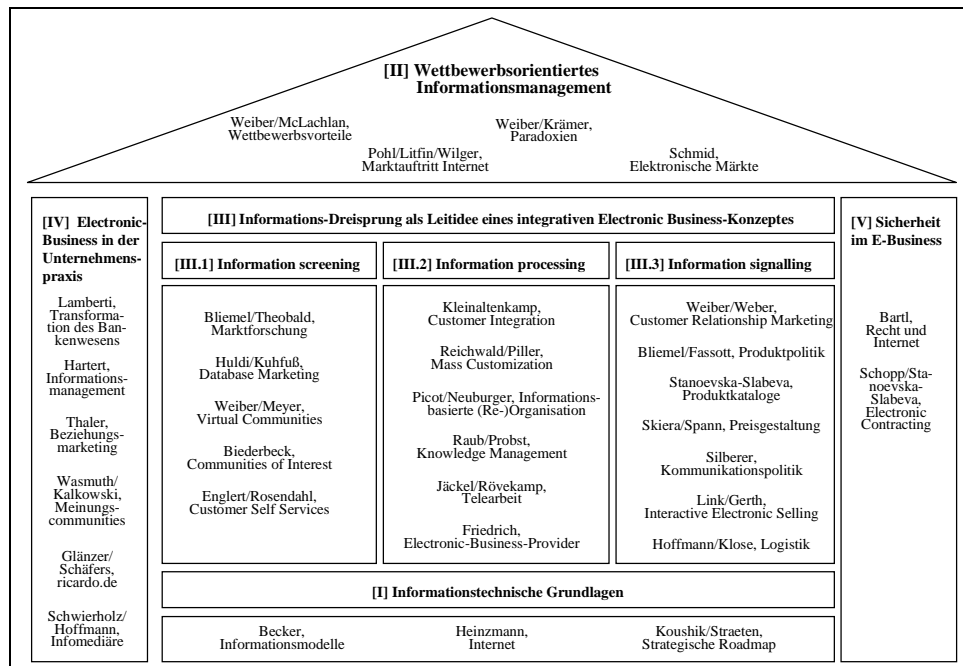 [II] Wettbewerbsorientiertes
Informationsmanagement
Weiber/McLachlan,
Wettbewerbsvorteile
Weiber/Krämer,
Paradoxien
Pohl/Litfin/Wilger,
Marktauftritt Internet
Schmid,
Elektronische Märkte
[IV] Electronic-
Business in der
Unternehmens-
praxis
Lamberti,
Transforma-
tion des Ban-
kenwesens
Hartert,
Informations-
management
Thaler,
Beziehungs-
marketing
Wasmuth/
Kalkowski,
Meinungs-
communities
Glänzer/
Schäfers,
ricardo.de
Schwierholz/
Hoffmann,
Infomediäre
[III] Informations-Dreisprung als Leitidee eines integrativen Electronic Business-Konzeptes
[III.1] Information screening
Bliemel/Theobald,
Marktforschung
Huldi/Kuhfuß,
Database Marketing
Weiber/Meyer,
Virtual Communities
Biederbeck,
Communities of Interest
Englert/Rosendahl,
Customer Self Services
[III.2] Information processing
Kleinaltenkamp,
Customer Integration
Reichwald/Piller,
Mass Customization
Picot/Neuburger, Informations-
basierte (Re-)Organisation
Raub/Probst,
Knowledge Management
Jäckel/Rövekamp,
Telearbeit
Friedrich,
Electronic-Business-Provider
[III.3] Information signalling
Weiber/Weber,
Customer Relationship Marketing
Bliemel/Fassott, Produktpolitik
Stanoevska-Slabeva,
Produktkataloge
Skiera/Spann, Preisgestaltung
Silberer,
Kommunikationspolitik
Link/Gerth,
Interactive Electronic Selling
Hoffmann/Klose, Logistik
[V] Sicherheit
im E-Business
Bartl,
Recht und
Internet
Schopp/Sta-
noevska-
Slabeva,
Electronic
Contracting
[I] Informationstechnische Grundlagen
Becker,
Informationsmodelle
Heinzmann,
Internet
Koushik/Straeten,
Strategische Roadmap